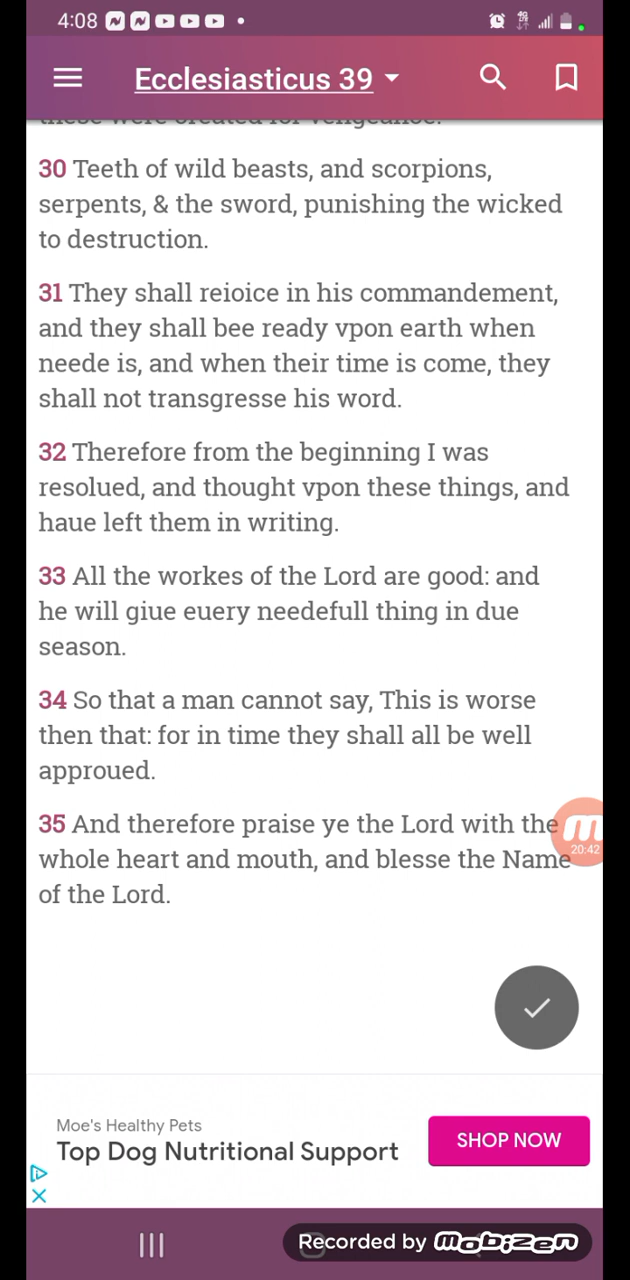 4:08
Ecclesiasticus 39
these were created for vengeance.
30 Teeth of wild beasts, and scorpions,
serpents, & the sword, punishing the wicked
to destruction.
31 They shall reioice in his commandement,
and they shall bee ready vpon earth when
neede is, and when their time is come, they
shall not transgresse his word.
32 Therefore from the beginning I was
resolued, and thought vpon these things, and
haue left them in writing.
33 All the workes of the Lord are good: and
he will giue euery needefull thing in due
season.
34 So that a man cannot say, This is worse
then that: for in time they shall all be well
approued.
35 And therefore praise ye the Lord with the
whole heart and mouth, and blesse the Name
of the Lord.
20:42
Moe's Healthy Pets
Top Dog Nutritional Support
SHOP NOW
Recorded by mobizen